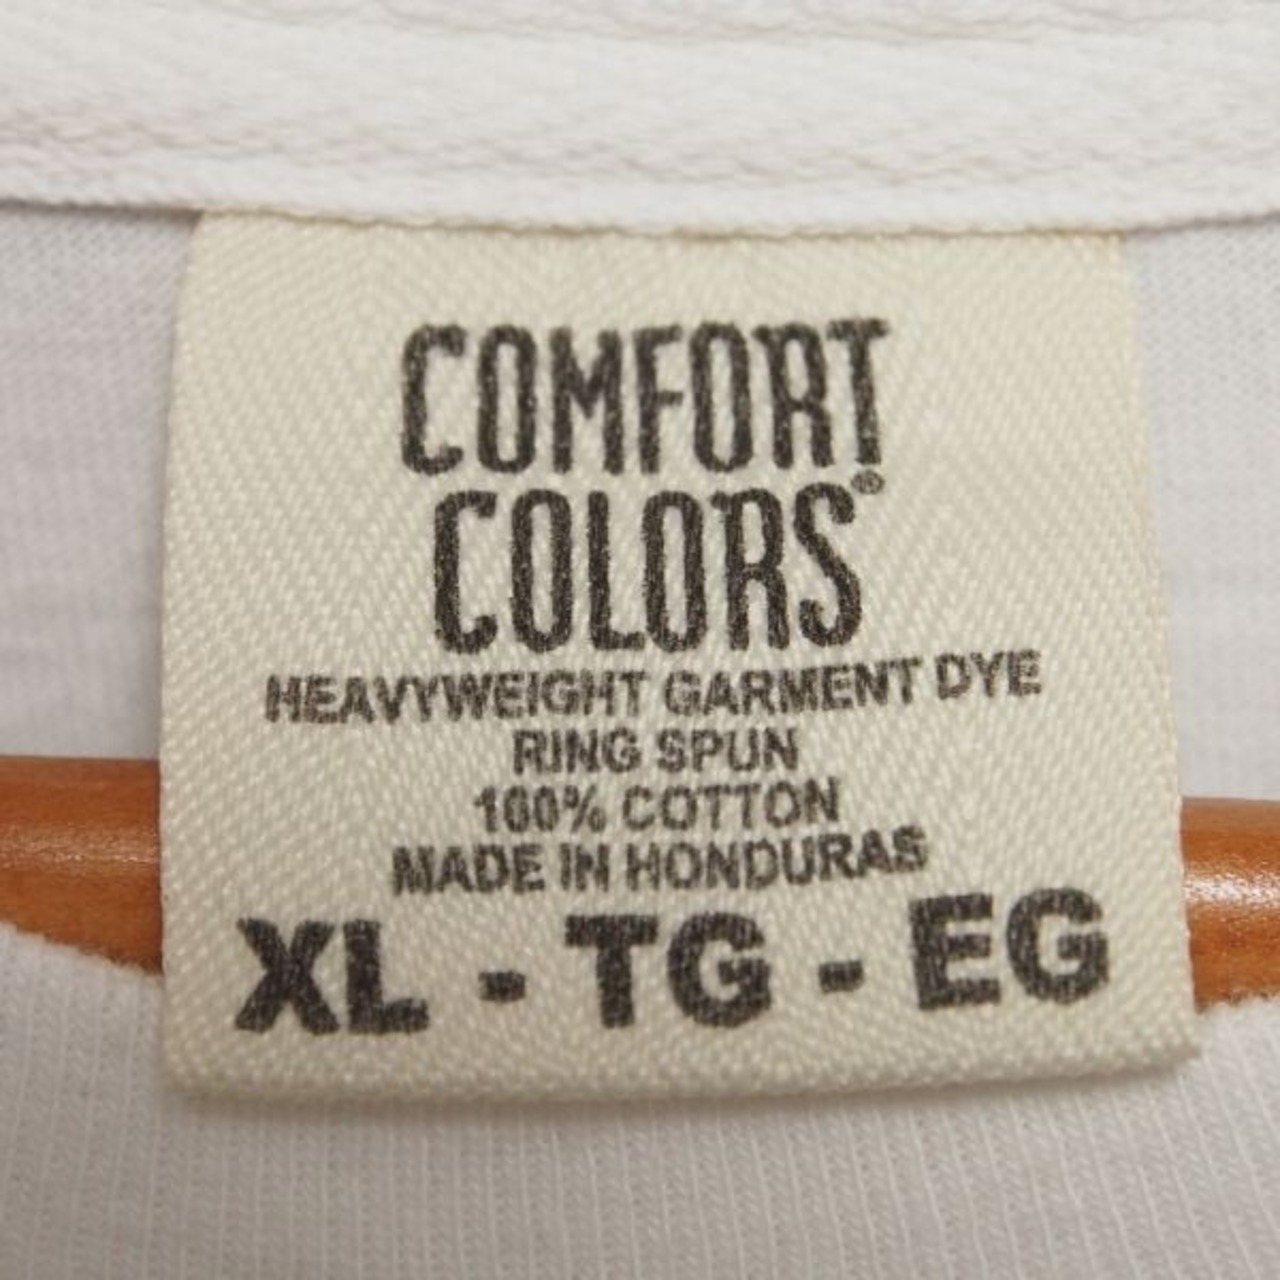 COMFORT
COLORS®
HEAVYWEIGHT GARMENT DYE
RING SPUN
100% COTTON
MADE IN HONDURAS
XL - TG - EG